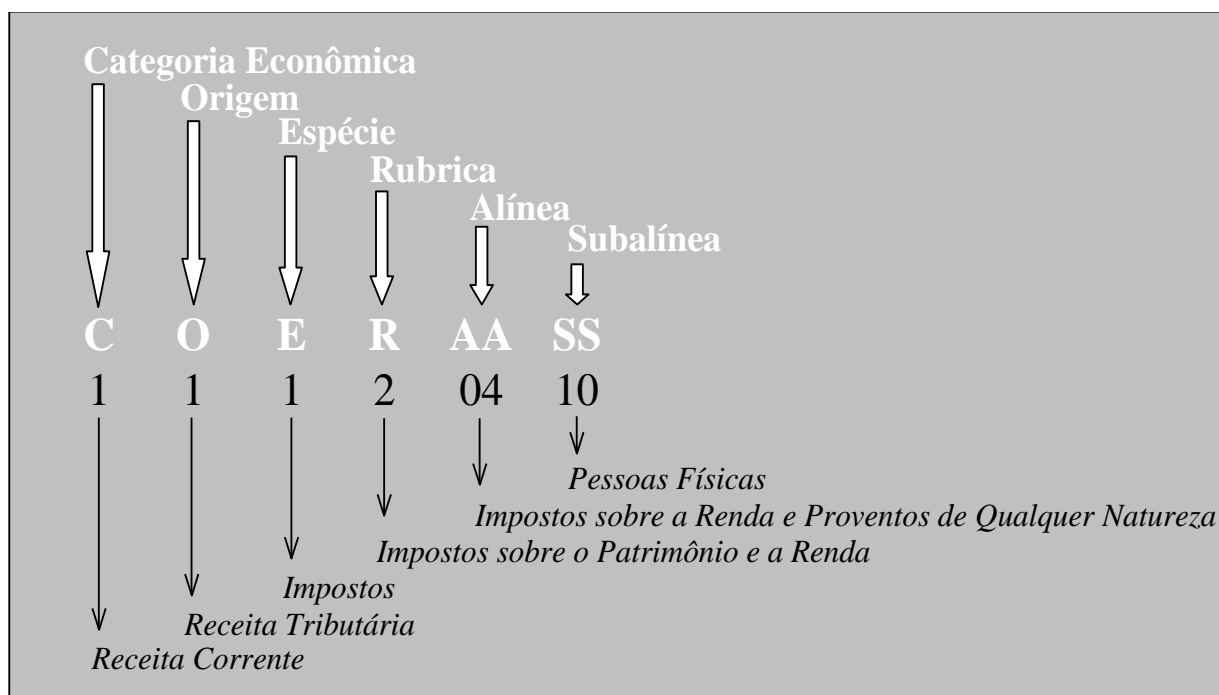 Categoria Econômica
Origem
Espécie
Rubrica
Alínea
Subalínea
C O E R AA SS
1 1 1 2 04 10
Pessoas Físicas
Impostos sobre a Renda e Proventos de Qualquer Natureza
Impostos sobre o Patrimônio e a Renda
Impostos
Receita Tributária
Receita Corrente